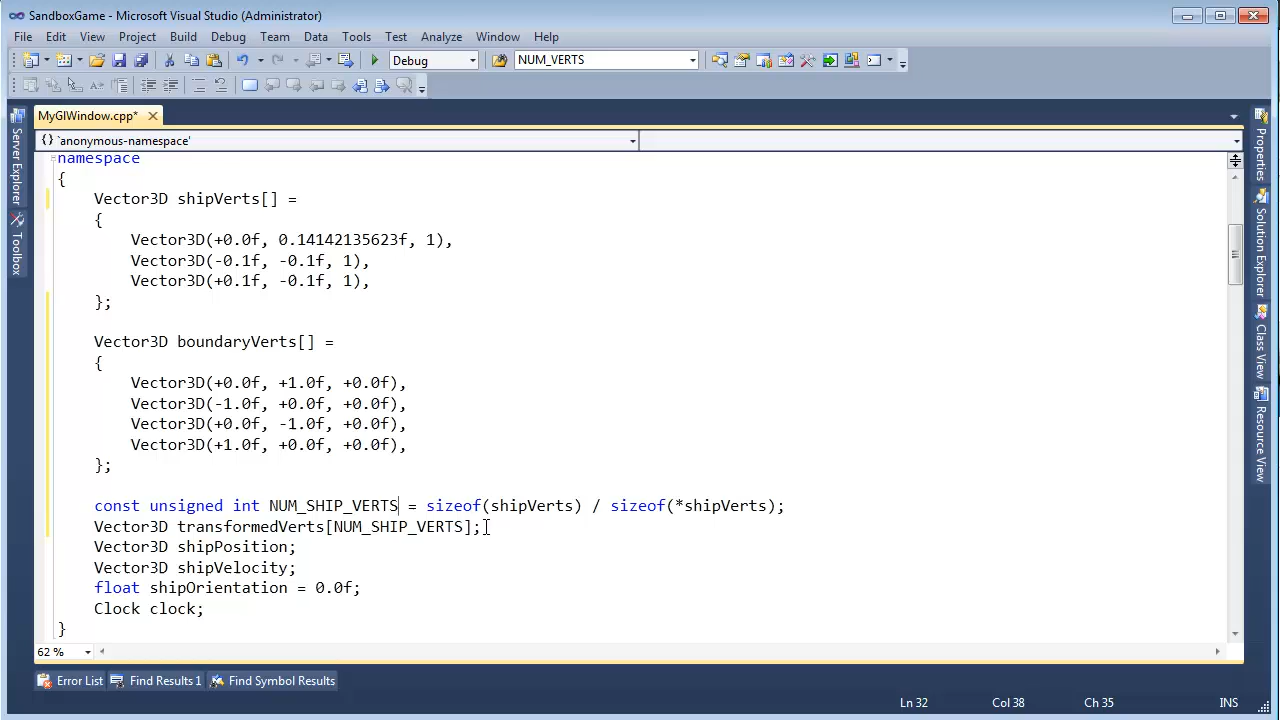 SandboxGame - Microsoft Visual Studio (Administrator)
File Edit View Project Build Debug Team Data Tools Test Analyze Window Help
Debug NUM_VERTS
MyGlWindow.cpp* ×
{} `anonymous-namespace'
namespace
{
Vector3D shipVerts[] =
{
Vector3D(+0.0f, 0.14142135623f, 1),
Vector3D(-0.1f, -0.1f, 1),
Vector3D(+0.1f, -0.1f, 1),
};
Vector3D boundaryVerts[] =
{
Vector3D(+0.0f, +1.0f, +0.0f),
Vector3D(-1.0f, +0.0f, +0.0f),
Vector3D(+0.0f, -1.0f, +0.0f),
Vector3D(+1.0f, +0.0f, +0.0f),
};
const unsigned int NUM_SHIP_VERTS = sizeof(shipVerts) / sizeof(*shipVerts);
Vector3D transformedVerts[NUM_SHIP_VERTS];
Vector3D shipPosition;
Vector3D shipVelocity;
float shipOrientation = 0.0f;
Clock clock;
}
62 %
Server Explorer
Toolbox
Properties
Solution Explorer
Class View
Resource View
Error List Find Results 1 Find Symbol Results
Ln 32 Col 38 Ch 35 INS